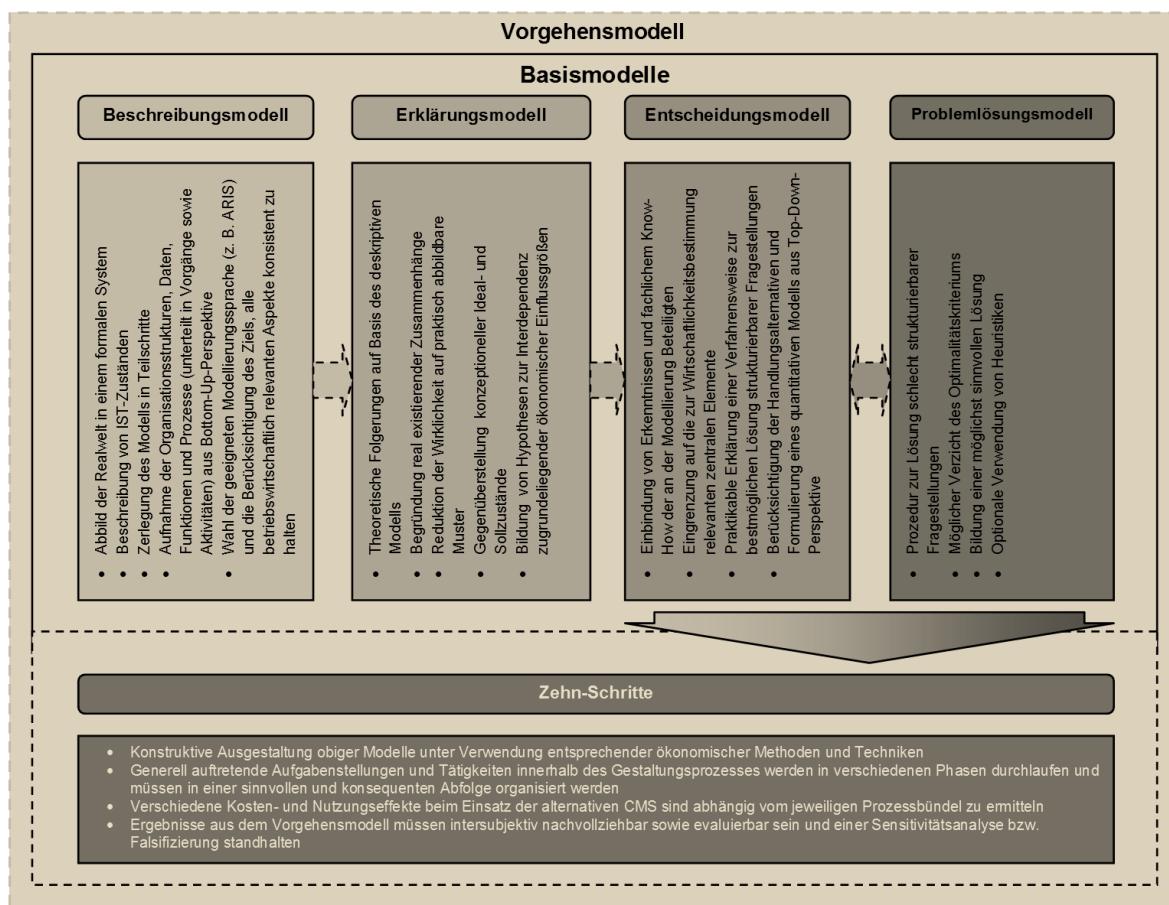 Vorgehensmodell
Basismodelle
Beschreibungsmodell
Erklärungsmodell
Entscheidungsmodell
Problemlösungsmodell
• Abbild der Realwelt in einem formalen System
• Beschreibung von IST-Zuständen
• Zerlegung des Modells in Teilschritte
• Aufnahme der Organisationsstrukturen, Daten,
Funktionen und Prozesse (unterteilt in Vorgänge sowie
Aktivitäten) aus Bottom-Up-Perspektive
• Wahl der geeigneten Modellierungssprache (z. B. ARIS)
und die Berücksichtigung des Ziels, alle
betriebswirtschaftlich relevanten Aspekte konsistent zu
halten
• Theoretische Folgerungen auf Basis des deskriptiven
Modells
• Begründung real existierender Zusammenhänge
• Reduktion der Wirklichkeit auf praktisch abbildbare
Muster
• Gegenüberstellung konzeptioneller Ideal- und
Sollzustände
• Bildung von Hypothesen zur Interdependenz
zugrundeliegender ökonomischer Einflussgrößen
• Einbindung von Erkenntnissen und fachlichem Know-
How der an der Modellierung Beteiligten
• Eingrenzung auf die zur Wirtschaftlichkeitsbestimmung
relevanten zentralen Elemente
• Praktikable Erklärung einer Verfahrensweise zur
bestmöglichen Lösung strukturierbarer Fragestellungen
• Berücksichtigung der Handlungsalternativen und
Formulierung eines quantitativen Modells aus Top-Down-
Perspektive
• Prozedur zur Lösung schlecht strukturierbarer
Fragestellungen
• Möglicher Verzicht des Optimalitätskriteriums
• Bildung einer möglichst sinnvollen Lösung
• Optionale Verwendung von Heuristiken
Zehn-Schritte
• Konstruktive Ausgestaltung obiger Modelle unter Verwendung entsprechender ökonomischer Methoden und Techniken
• Generell auftretende Aufgabenstellungen und Tätigkeiten innerhalb des Gestaltungsprozesses werden in verschiedenen Phasen durchlaufen und
müssen in einer sinnvollen und konsequenten Abfolge organisiert werden
• Verschiedene Kosten- und Nutzungseffekte beim Einsatz der alternativen CMS sind abhängig vom jeweiligen Prozessbündel zu ermitteln
• Ergebnisse aus dem Vorgehensmodell müssen intersubjektiv nachvollziehbar sowie evaluierbar sein und einer Sensitivitätsanalyse bzw.
Falsifizierung standhalten